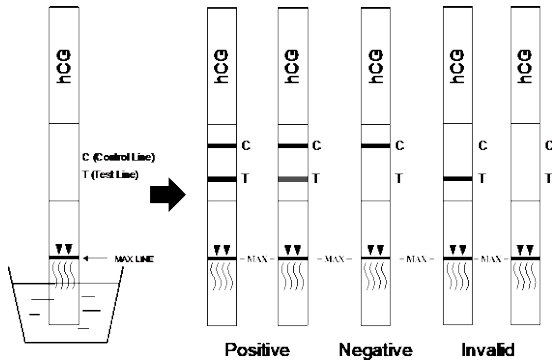 hCG hCG hCG hCG hCG hCG
C (Control Line)
T (Test Line)
C C C
T T T
MAX LINE
MAX MAX MAX MAX
Positive Negative Invalid